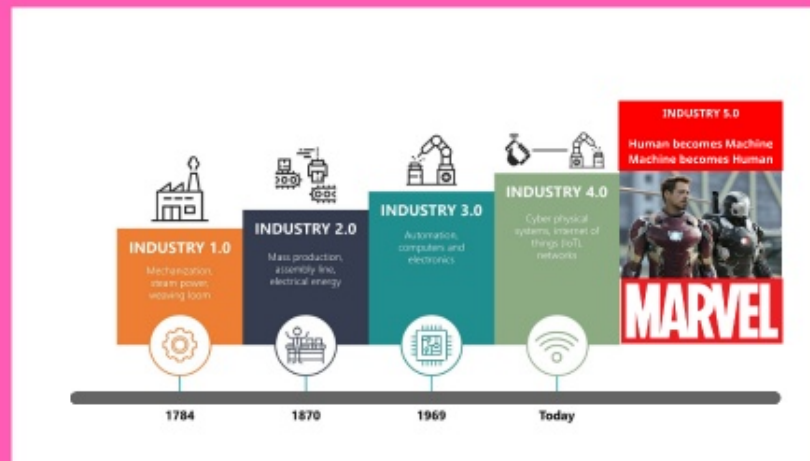 INDUSTRY 1.0
Mechanization,
steam power,
weaving loom
INDUSTRY 2.0
Mass production,
assembly line,
electrical energy
INDUSTRY 3.0
Automation,
computers and
electronics
INDUSTRY 4.0
Cyber physical
systems, internet of
things (IoT),
networks
INDUSTRY 5.0
Human becomes Machine
Machine becomes Human
MARVEL
1784
1870
1969
Today